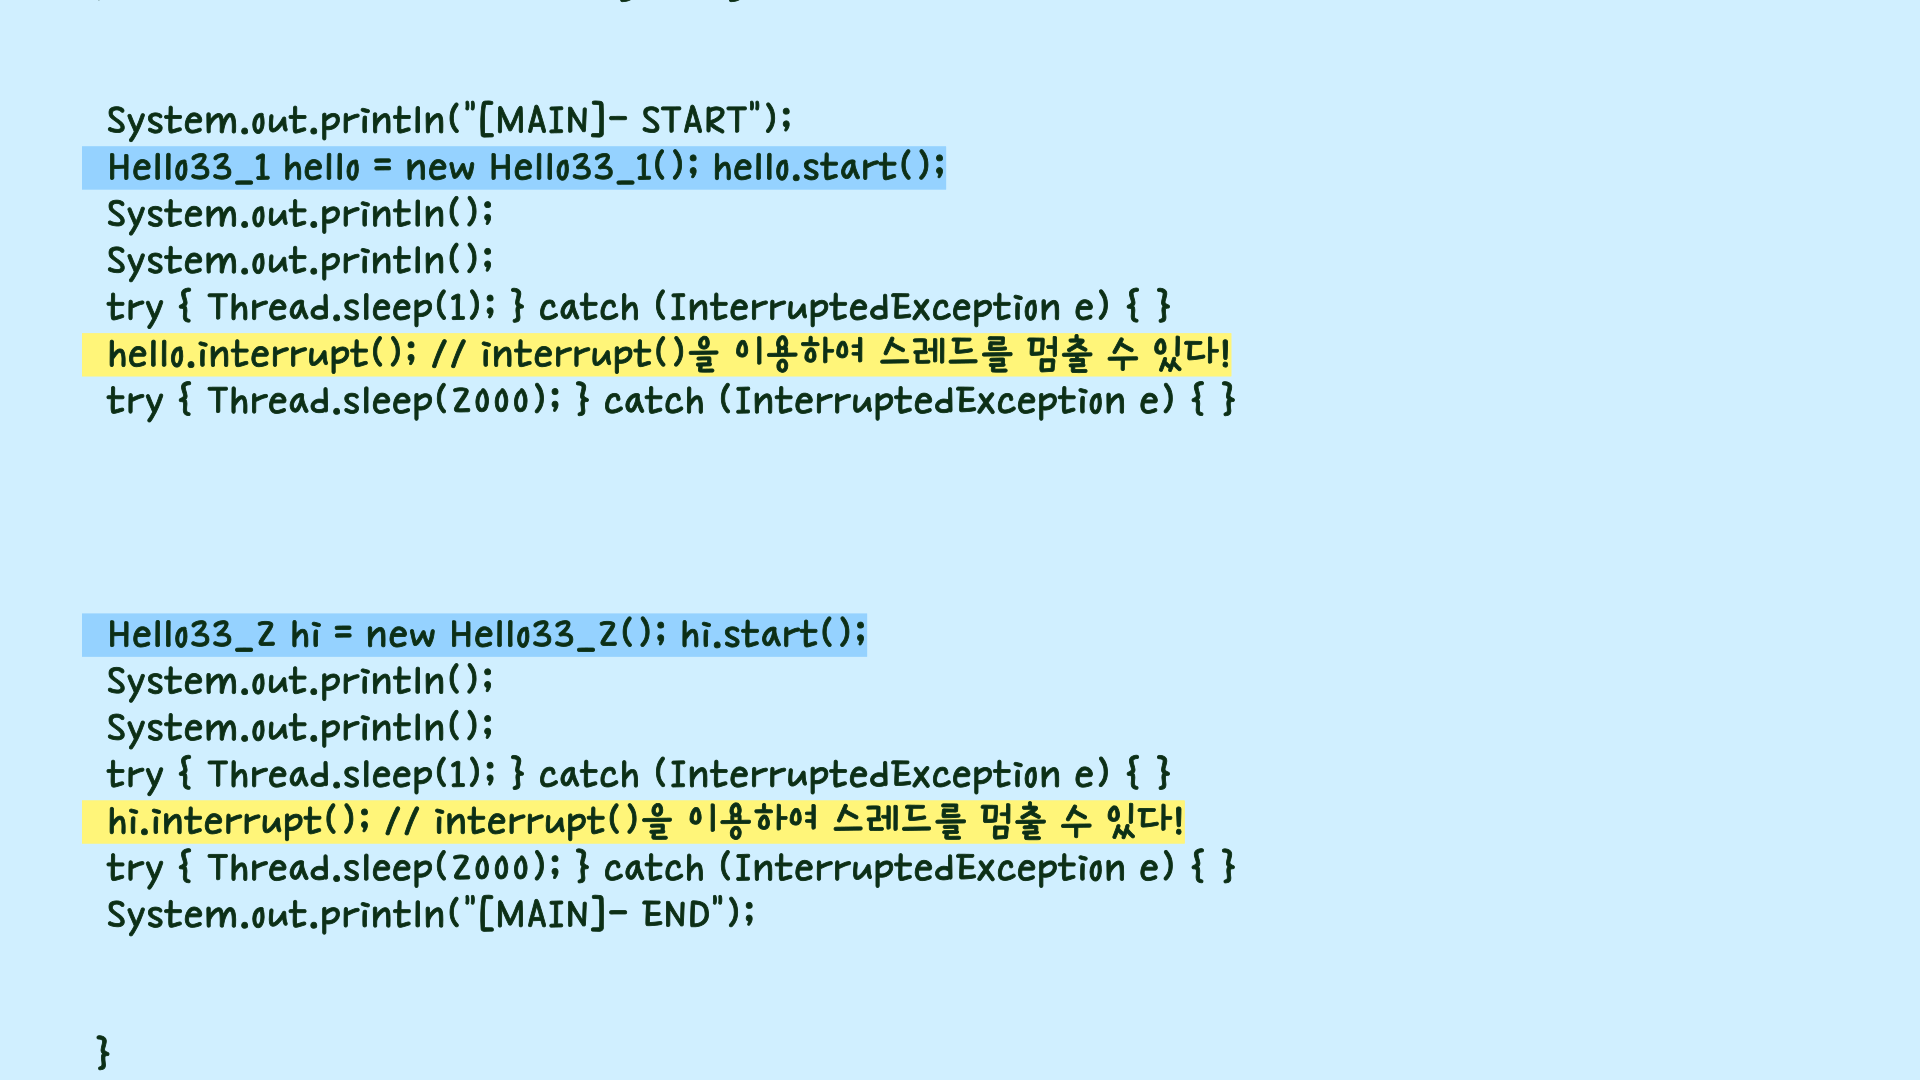 System.out.println("[MAIN]- START");
Hello33_1 hello = new Hello33_1(); hello.start();
System.out.println();
System.out.println();
try { Thread.sleep(1); } catch (InterruptedException e) { }
hello.interrupt(); // interrupt()을 이용하여 스레드를 멈출 수 있다!
try { Thread.sleep(2000); } catch (InterruptedException e) { }
Hello33_2 hi = new Hello33_2(); hi.start();
System.out.println();
System.out.println();
try { Thread.sleep(1); } catch (InterruptedException e) { }
hi.interrupt(); // interrupt()을 이용하여 스레드를 멈출 수 있다!
try { Thread.sleep(2000); } catch (InterruptedException e) { }
System.out.println("[MAIN]- END");
}